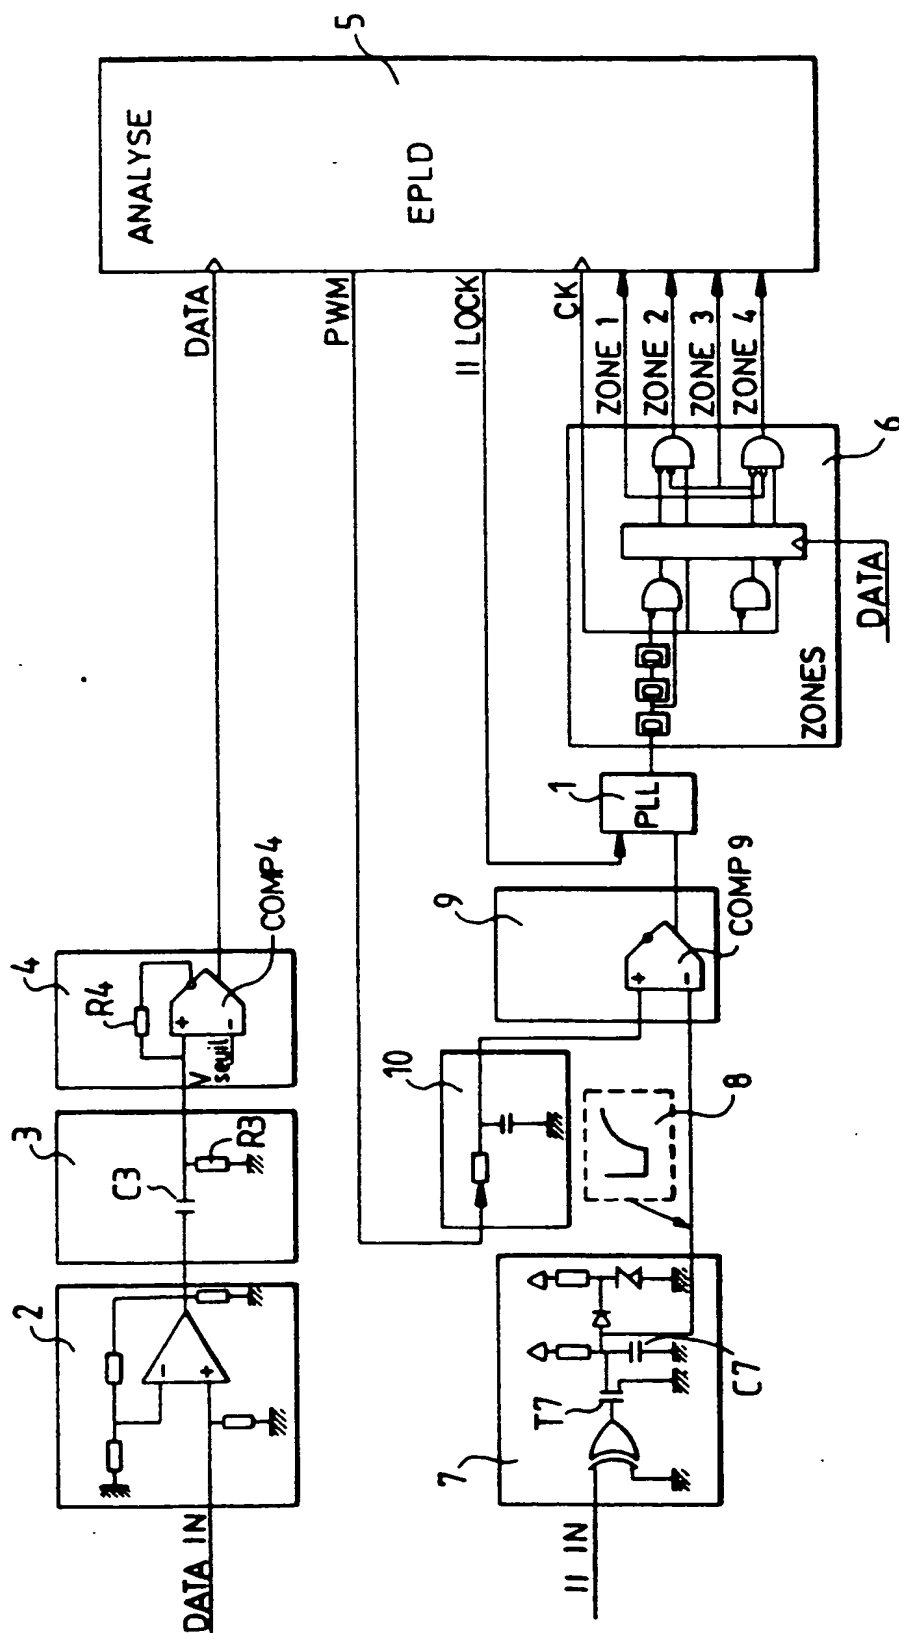 5
ANALYSE
EPLD
DATA
PWM
II LOCK
CK
ZONE 1
ZONE 2
ZONE 3
ZONE 4
4
R4
+
-
V seuil
COMP 4
3
C3
R3
2
-
+
DATA IN
10
9
+
-
COMP 9
1
PLL
6
ZONES
DATA
8
7
T7
C7
II IN